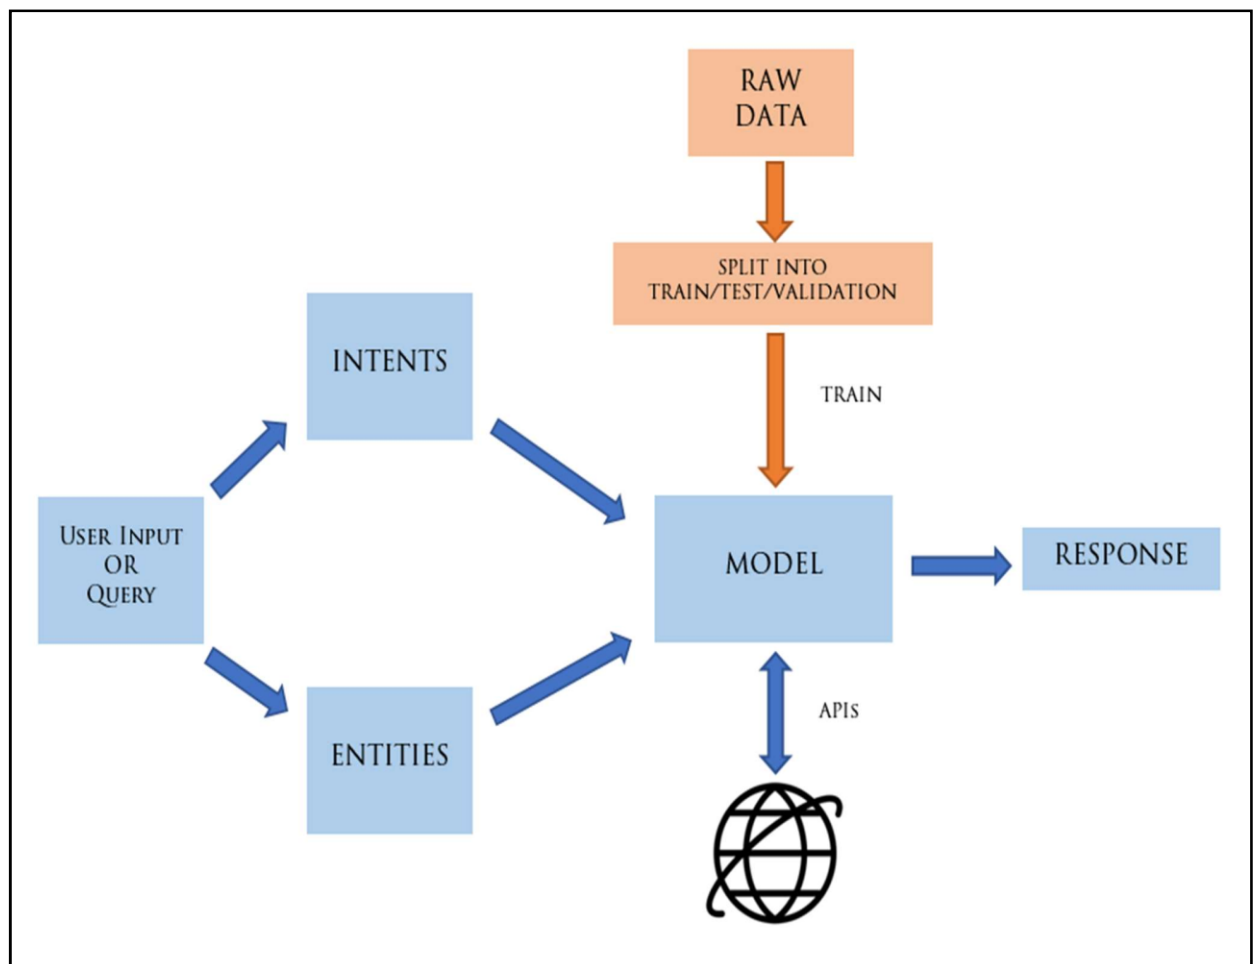 RAW
DATA
SPLIT INTO
TRAIN/TEST/VALIDATION
INTENTS
TRAIN
USER INPUT
OR
QUERY
MODEL
RESPONSE
APIs
ENTITIES